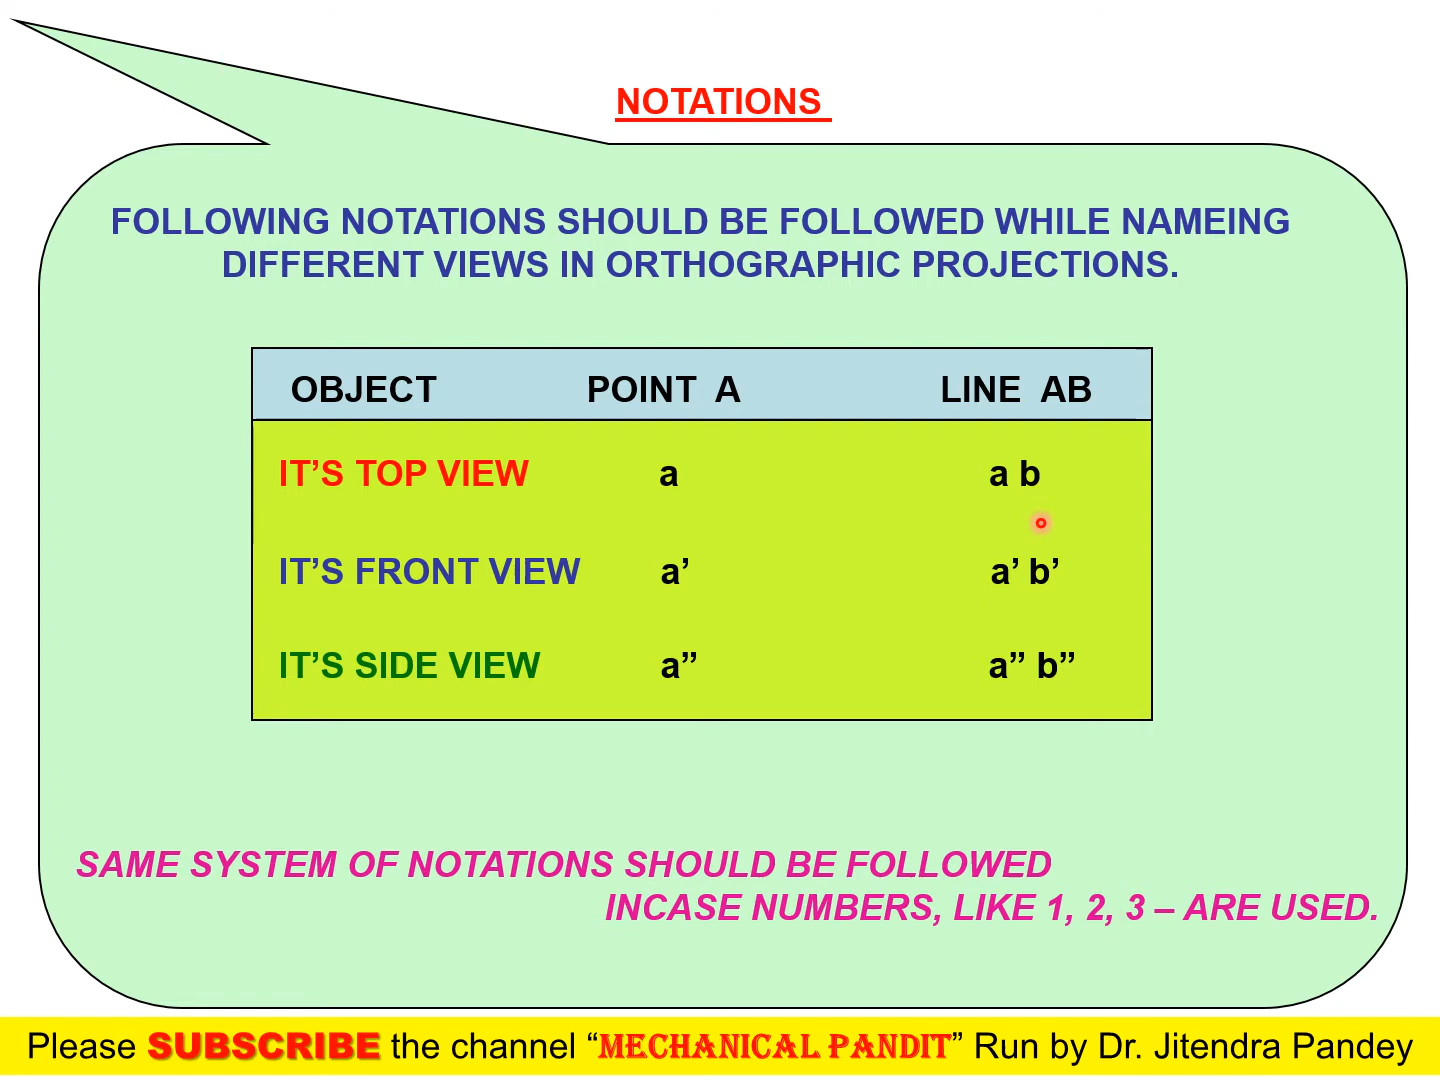 NOTATIONS
FOLLOWING NOTATIONS SHOULD BE FOLLOWED WHILE NAMEING
DIFFERENT VIEWS IN ORTHOGRAPHIC PROJECTIONS.
OBJECT POINT A LINE AB
IT’S TOP VIEW a a b
IT’S FRONT VIEW a’ a’ b’
IT’S SIDE VIEW a” a” b”
SAME SYSTEM OF NOTATIONS SHOULD BE FOLLOWED
INCASE NUMBERS, LIKE 1, 2, 3 – ARE USED.
Please SUBSCRIBE the channel “MECHANICAL PANDIT” Run by Dr. Jitendra Pandey